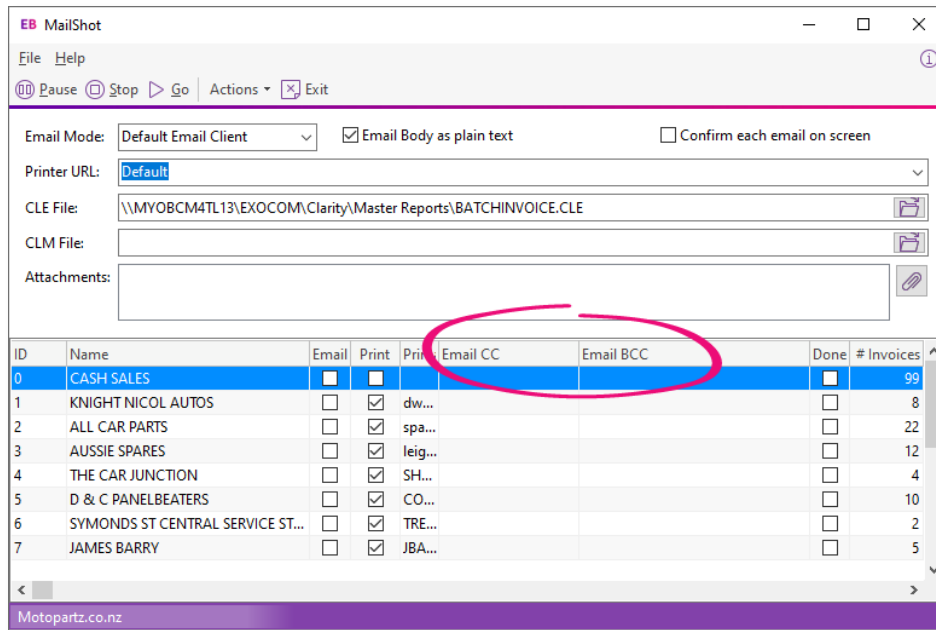 EB MailShot
File Help
Pause Stop Go Actions Exit
Email Mode: Default Email Client Email Body as plain text Confirm each email on screen
Printer URL: Default
CLE File: \\MYOBCM4TL13\EXOCOM\Clarity\Master Reports\BATCHINVOICE.CLE
CLM File:
Attachments:
ID Name Email Print Email CC Email BCC Done # Invoices
0 CASH SALES 99
1 KNIGHT NICOL AUTOS dw... 8
2 ALL CAR PARTS spa... 22
3 AUSSIE SPARES leig... 12
4 THE CAR JUNCTION SH... 4
5 D & C PANELBEATERS CO... 10
6 SYMONDS ST CENTRAL SERVICE ST... TRE... 2
7 JAMES BARRY JBA... 5
Motopartz.co.nz